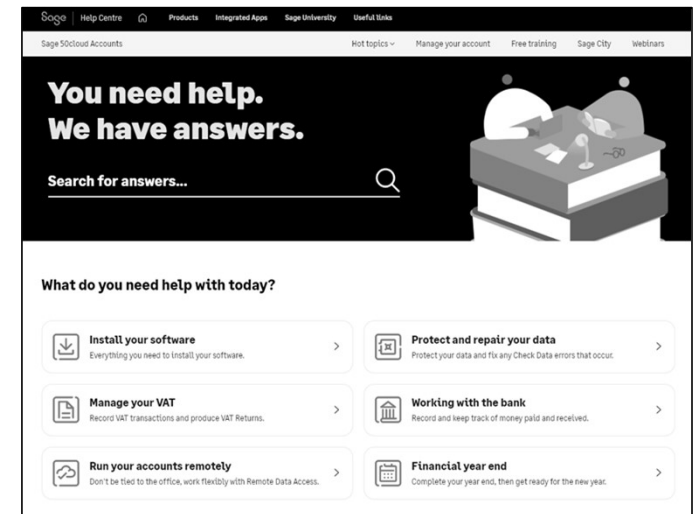 Sage Help Centre Products Integrated Apps Sage University Useful links
Sage 50cloud Accounts Hot topics Manage your account Free training Sage City Webinars
You need help.
We have answers.
Search for answers...
What do you need help with today?
Install your software
Everything you need to install your software.
Protect and repair your data
Protect your data and fix any Check Data errors that occur.
Manage your VAT
Record VAT transactions and produce VAT Returns.
Working with the bank
Record and keep track of money paid and received.
Run your accounts remotely
Don't be tied to the office, work flexibly with Remote Data Access.
Financial year end
Complete your year end, then get ready for the new year.